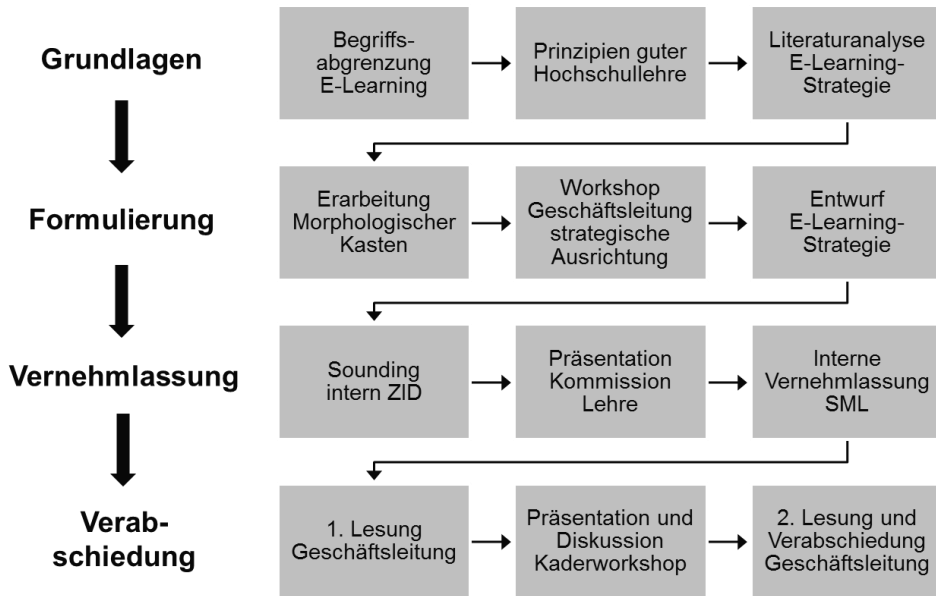 Grundlagen
Begriffs-
abgrenzung
E-Learning
Prinzipien guter
Hochschullehre
Literaturanalyse
E-Learning-
Strategie
Formulierung
Erarbeitung
Morphologischer
Kasten
Workshop
Geschäftsleitung
strategische
Ausrichtung
Entwurf
E-Learning-
Strategie
Vernehmlassung
Sounding
intern ZID
Präsentation
Kommission
Lehre
Interne
Vernehmlassung
SML
Verab-
schiedung
1. Lesung
Geschäftsleitung
Präsentation und
Diskussion
Kaderworkshop
2. Lesung und
Verabschiedung
Geschäftsleitung